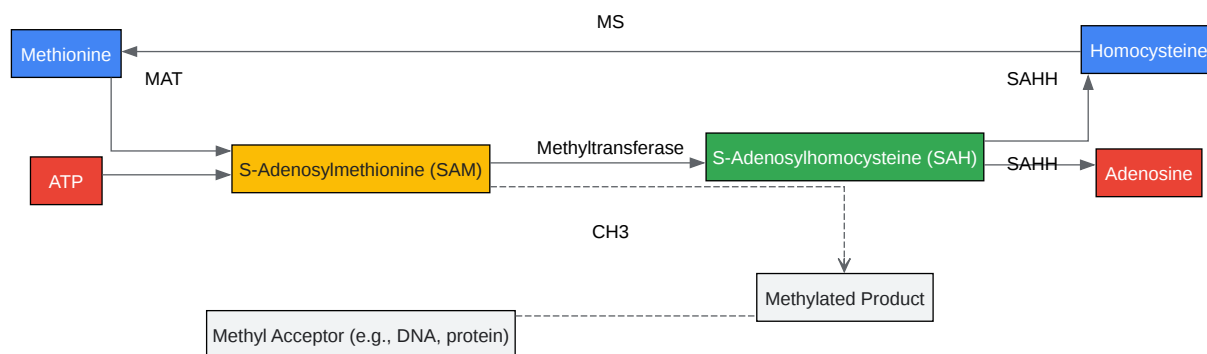 MS
Methionine
Homocysteine
MAT
SAHH
Methyltransferase
S-Adenosylmethionine (SAM)
S-Adenosylhomocysteine (SAH)
SAHH
ATP
Adenosine
CH3
Methylated Product
Methyl Acceptor (e.g., DNA, protein)